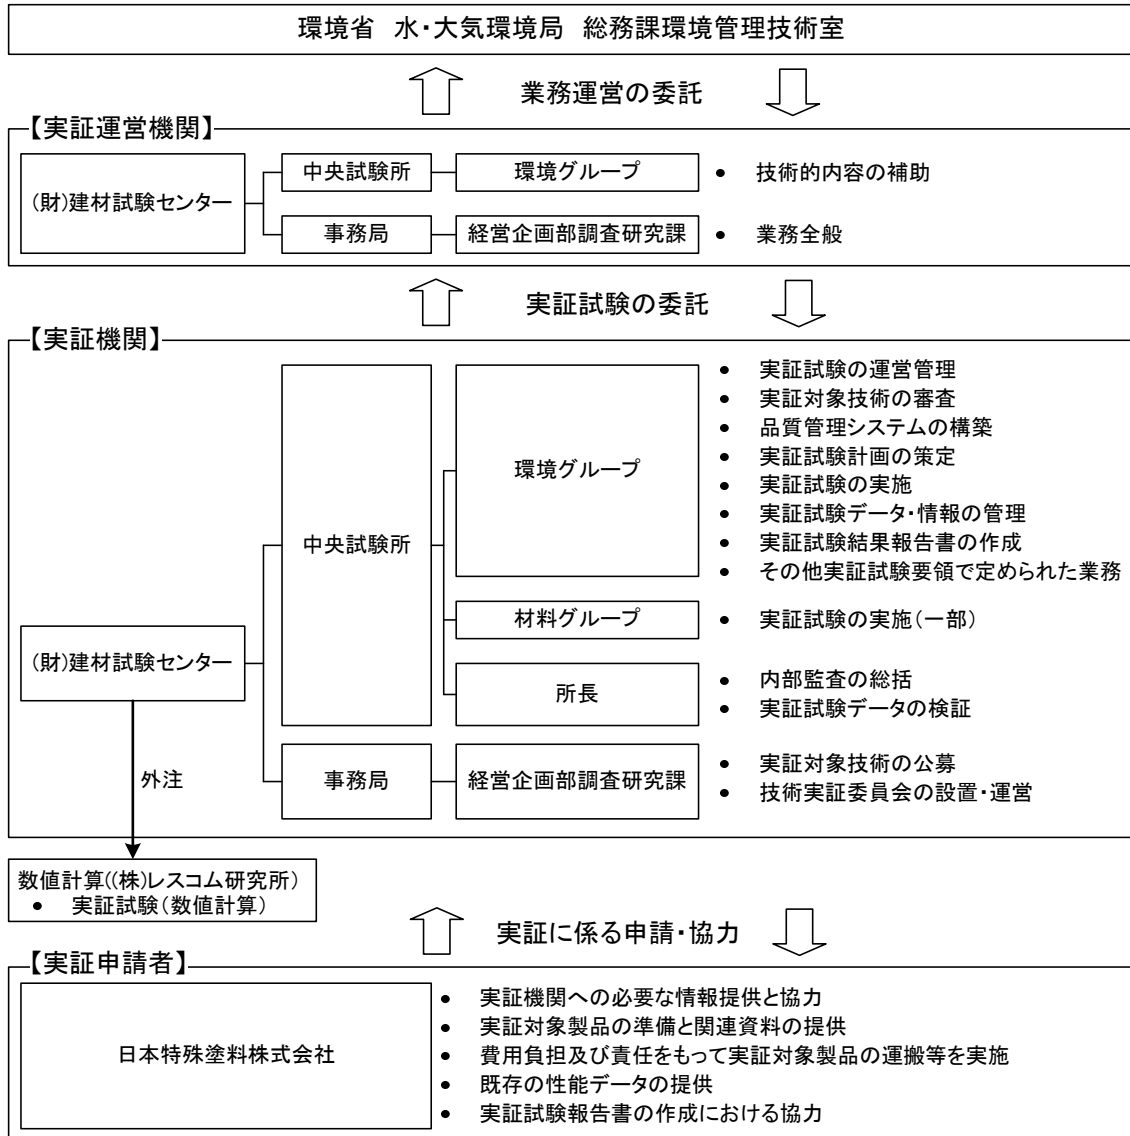 環境省　水・大気環境局　総務課環境管理技術室
業務運営の委託
【実証運営機関】
(財)建材試験センター
中央試験所
環境グループ
• 技術的内容の補助
事務局
経営企画部調査研究課
• 業務全般
実証試験の委託
【実証機関】
(財)建材試験センター
中央試験所
環境グループ
• 実証試験の運営管理
• 実証対象技術の審査
• 品質管理システムの構築
• 実証試験計画の策定
• 実証試験の実施
• 実証試験データ・情報の管理
• 実証試験結果報告書の作成
• その他実証試験要領で定められた業務
材料グループ
• 実証試験の実施(一部)
所長
• 内部監査の総括
• 実証試験データの検証
事務局
経営企画部調査研究課
• 実証対象技術の公募
• 技術実証委員会の設置・運営
外注
数値計算((株)レスコム研究所)
• 実証試験(数値計算)
実証に係る申請・協力
【実証申請者】
日本特殊塗料株式会社
• 実証機関への必要な情報提供と協力
• 実証対象製品の準備と関連資料の提供
• 費用負担及び責任をもって実証対象製品の運搬等を実施
• 既存の性能データの提供
• 実証試験報告書の作成における協力